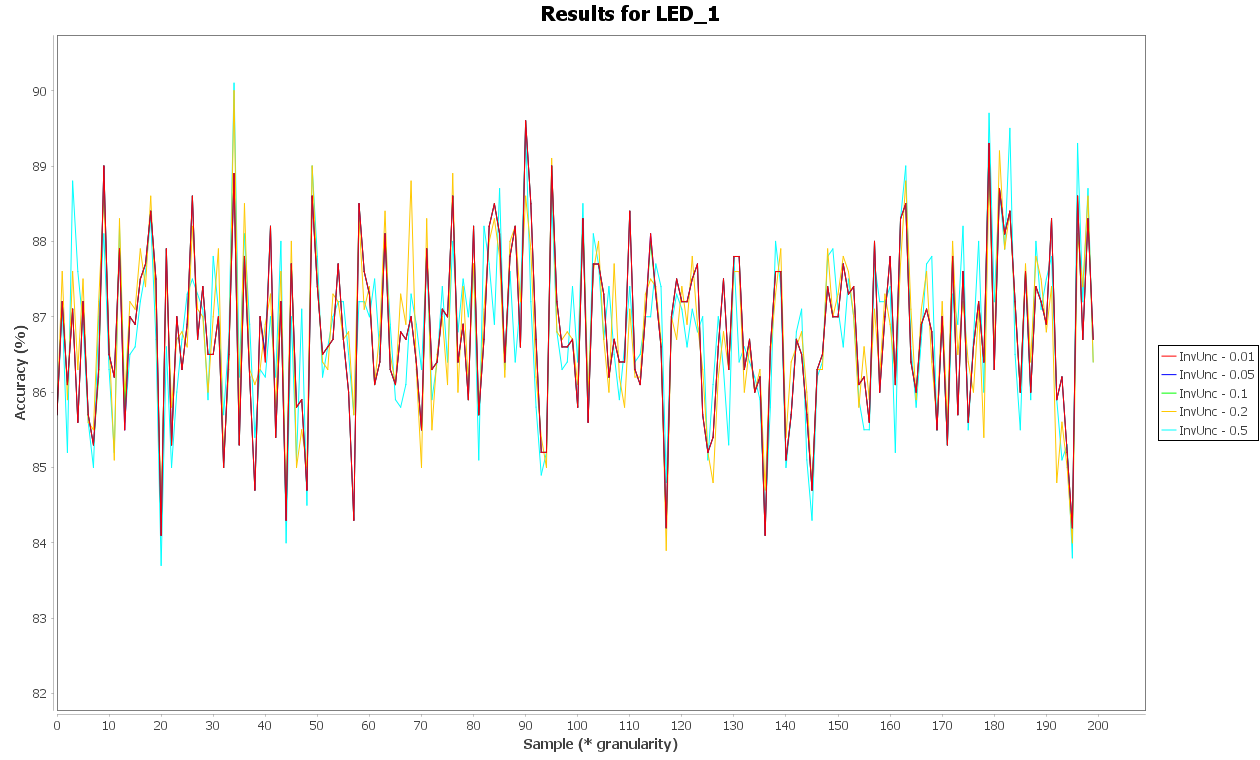 Results for LED_1
Accuracy (%)
90
89
88
87
86
85
84
83
82
0 10 20 30 40 50 60 70 80 90 100 110 120 130 140 150 160 170 180 190 200
Sample (* granularity)
InvUnc - 0.01
InvUnc - 0.05
InvUnc - 0.1
InvUnc - 0.2
InvUnc - 0.5